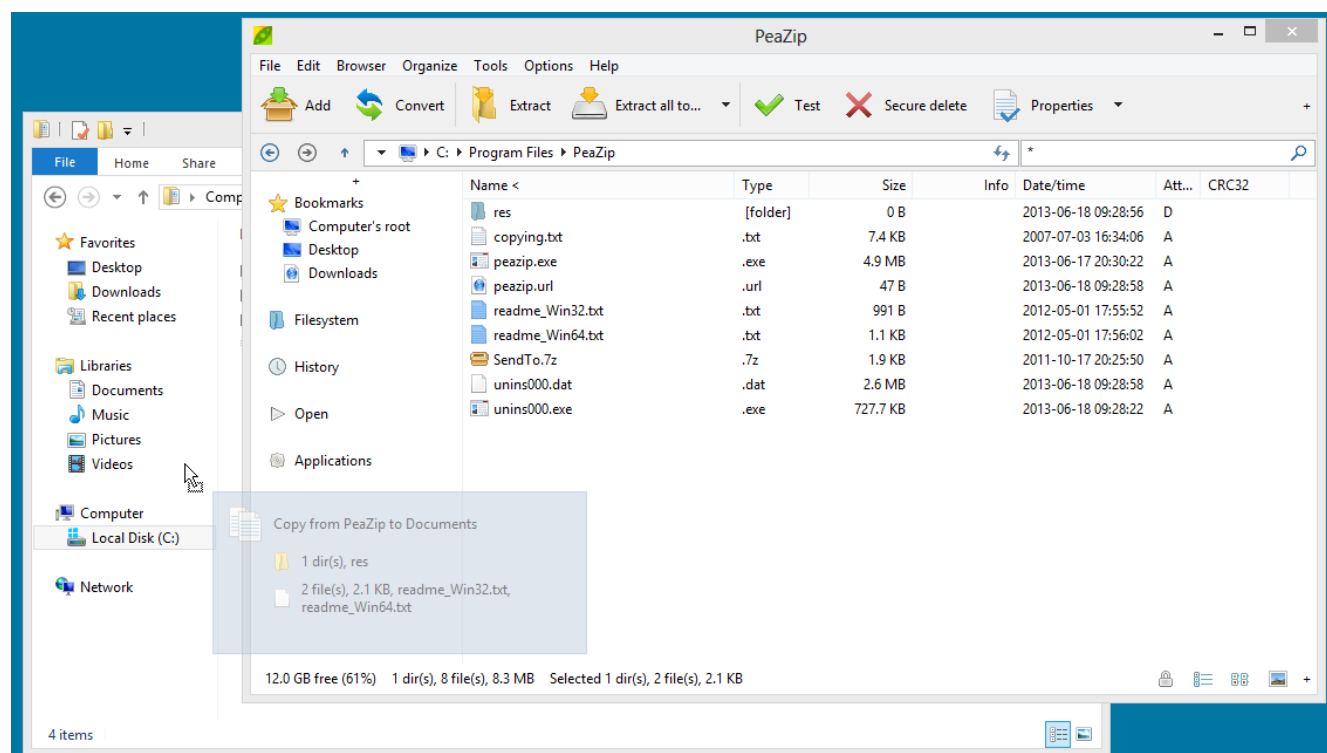 PeaZip
File Edit Browser Organize Tools Options Help
Add Convert Extract Extract all to... Test Secure delete Properties +
C: Program Files PeaZip *
+
Bookmarks
Computer's root
Desktop
Downloads
Filesystem
History
Open
Applications
Name < Type Size Info Date/time Att... CRC32
res [folder] 0 B 2013-06-18 09:28:56 D
copying.txt .txt 7.4 KB 2007-07-03 16:34:06 A
peazip.exe .exe 4.9 MB 2013-06-17 20:30:22 A
peazip.url .url 47 B 2013-06-18 09:28:58 A
readme_Win32.txt .txt 991 B 2012-05-01 17:55:52 A
readme_Win64.txt .txt 1.1 KB 2012-05-01 17:56:02 A
SendTo.7z .7z 1.9 KB 2011-10-17 20:25:50 A
unins000.dat .dat 2.6 MB 2013-06-18 09:28:58 A
unins000.exe .exe 727.7 KB 2013-06-18 09:28:22 A
12.0 GB free (61%) 1 dir(s), 8 file(s), 8.3 MB Selected 1 dir(s), 2 file(s), 2.1 KB +
File Home Share
Comp
Favorites
Desktop
Downloads
Recent places
Libraries
Documents
Music
Pictures
Videos
Computer
Local Disk (C:)
Network
Copy from PeaZip to Documents
1 dir(s), res
2 file(s), 2.1 KB, readme_Win32.txt,
readme_Win64.txt
4 items